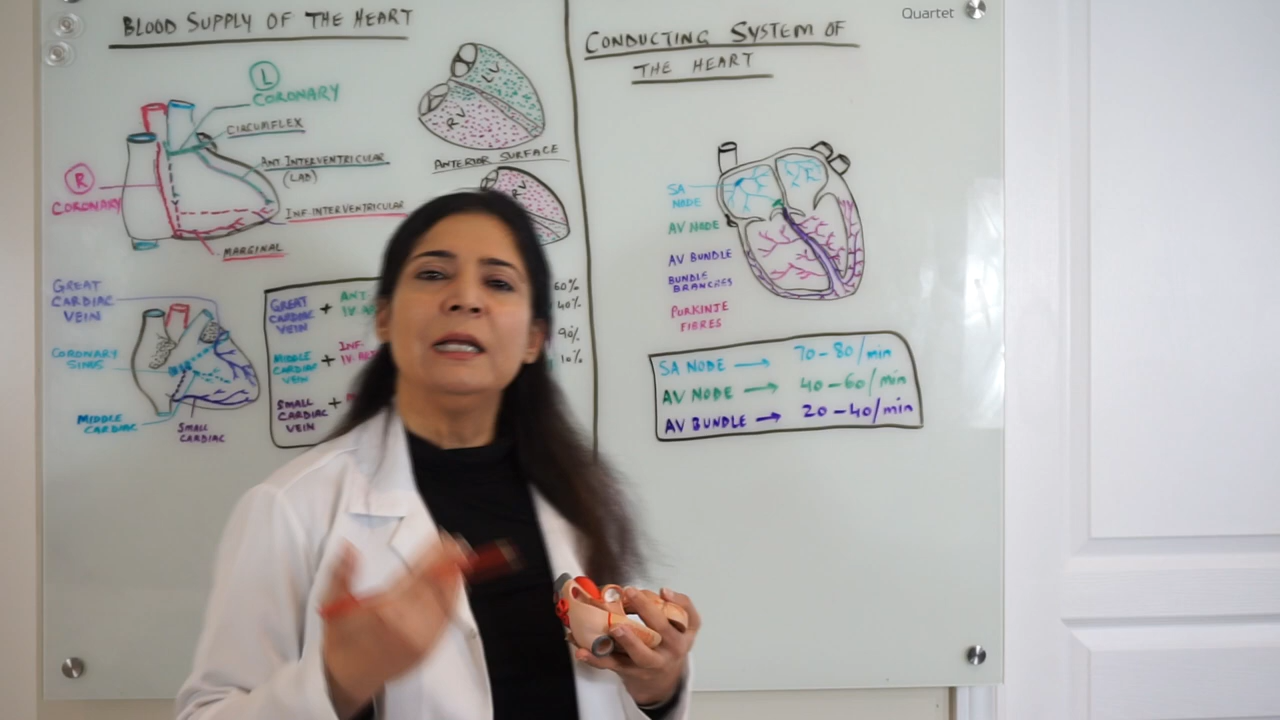 Quartet
BLOOD SUPPLY OF THE HEART
L
CORONARY
CIRCUMFLEX
ANT INTERVENTRICULAR
(LAD)
R
CORONARY
INF INTERVENTRICULAR
MARGINAL
LV
RV
ANTERIOR SURFACE
RV
GREAT
CARDIAC
VEIN
CORONARY
SINUS
MIDDLE
CARDIAC
SMALL
CARDIAC
GREAT
CARDIAC
VEIN
+
ANT-
MIDDLE
CARDIAC
VEIN
+
INF-
SMALL
CARDIAC
VEIN
+
60%
40%
90%
10%
CONDUCTING SYSTEM OF
THE HEART
SA
NODE
AV NODE
AV BUNDLE
BUNDLE
BRANCHES
PURKINJE
FIBRES
SA NODE → 70-80/min
AV NODE → 40-60/min
AV BUNDLE → 20-40/min